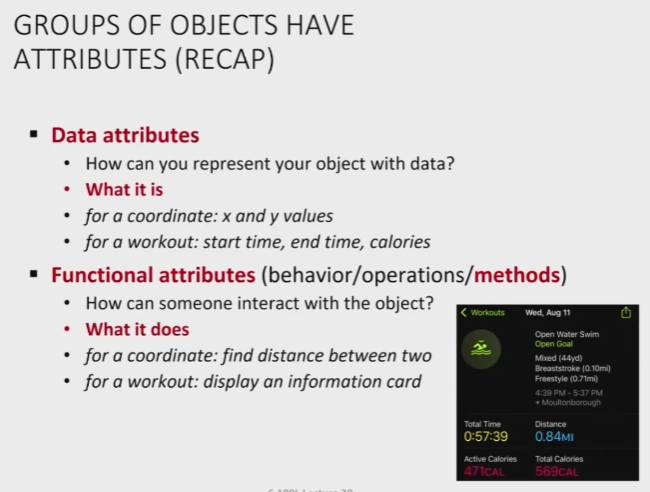 GROUPS OF OBJECTS HAVE
ATTRIBUTES (RECAP)
▪ Data attributes
• How can you represent your object with data?
• What it is
• for a coordinate: x and y values
• for a workout: start time, end time, calories
▪ Functional attributes (behavior/operations/methods)
• How can someone interact with the object?
• What it does
• for a coordinate: find distance between two
• for a workout: display an information card
< Workouts Wed, Aug 11
Open Water Swim
Open Goal
Mixed (44yd)
Breaststroke (0.10mi)
Freestyle (0.71mi)
4:39 PM - 5:37 PM
Moultonborough
Total Time Distance
0:57:39 0.84MI
Active Calories Total Calories
471CAL 569CAL